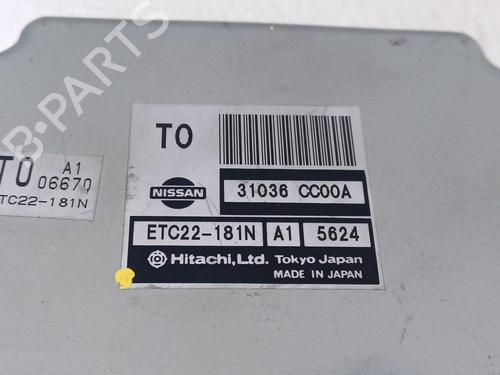 TO
NISSAN
31036 CC00A
ETC22-181N A1 5624
Hitachi, Ltd. Tokyo Japan
MADE IN JAPAN
TO A1
06670
ETC22-181N
B-PARTS